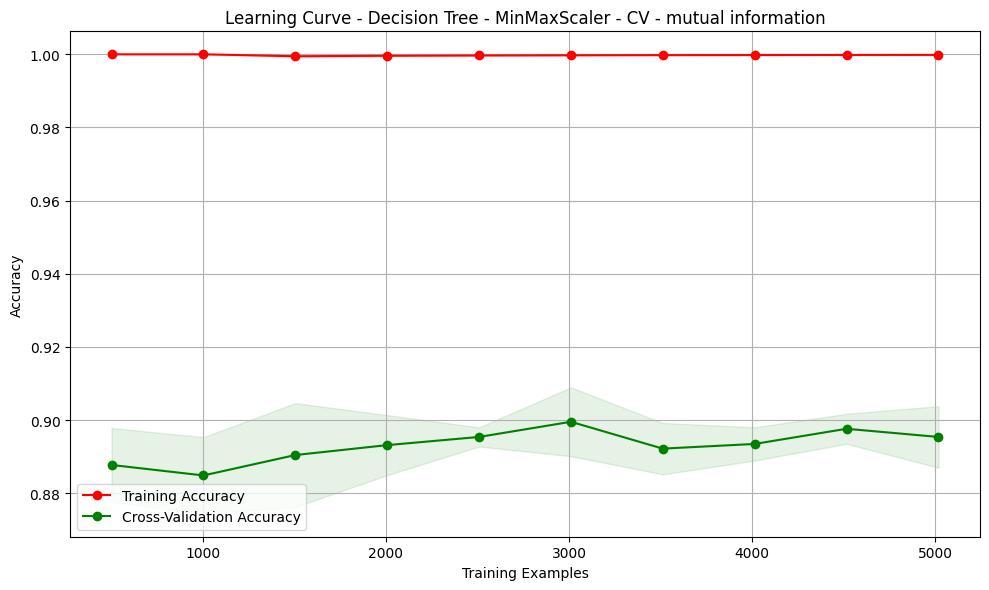 Learning Curve - Decision Tree - MinMaxScaler - CV - mutual information
Accuracy
1.00
0.98
0.96
0.94
0.92
0.90
0.88
Training Accuracy
Cross-Validation Accuracy
1000 2000 3000 4000 5000
Training Examples